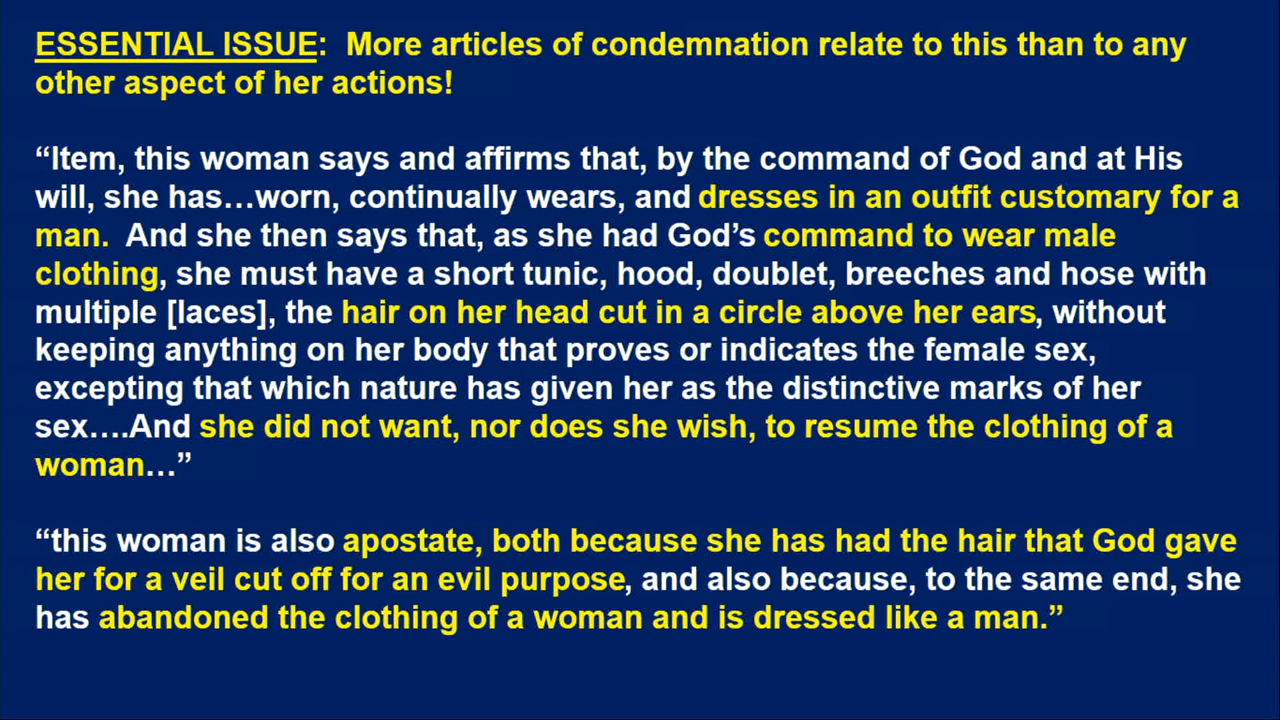 ESSENTIAL ISSUE:  More articles of condemnation relate to this than to any
other aspect of her actions!
“Item, this woman says and affirms that, by the command of God and at His
will, she has…worn, continually wears, and dresses in an outfit customary for a
man.  And she then says that, as she had God’s command to wear male
clothing, she must have a short tunic, hood, doublet, breeches and hose with
multiple [laces], the hair on her head cut in a circle above her ears, without
keeping anything on her body that proves or indicates the female sex,
excepting that which nature has given her as the distinctive marks of her
sex….And she did not want, nor does she wish, to resume the clothing of a
woman…”
“this woman is also apostate, both because she has had the hair that God gave
her for a veil cut off for an evil purpose, and also because, to the same end, she
has abandoned the clothing of a woman and is dressed like a man.”